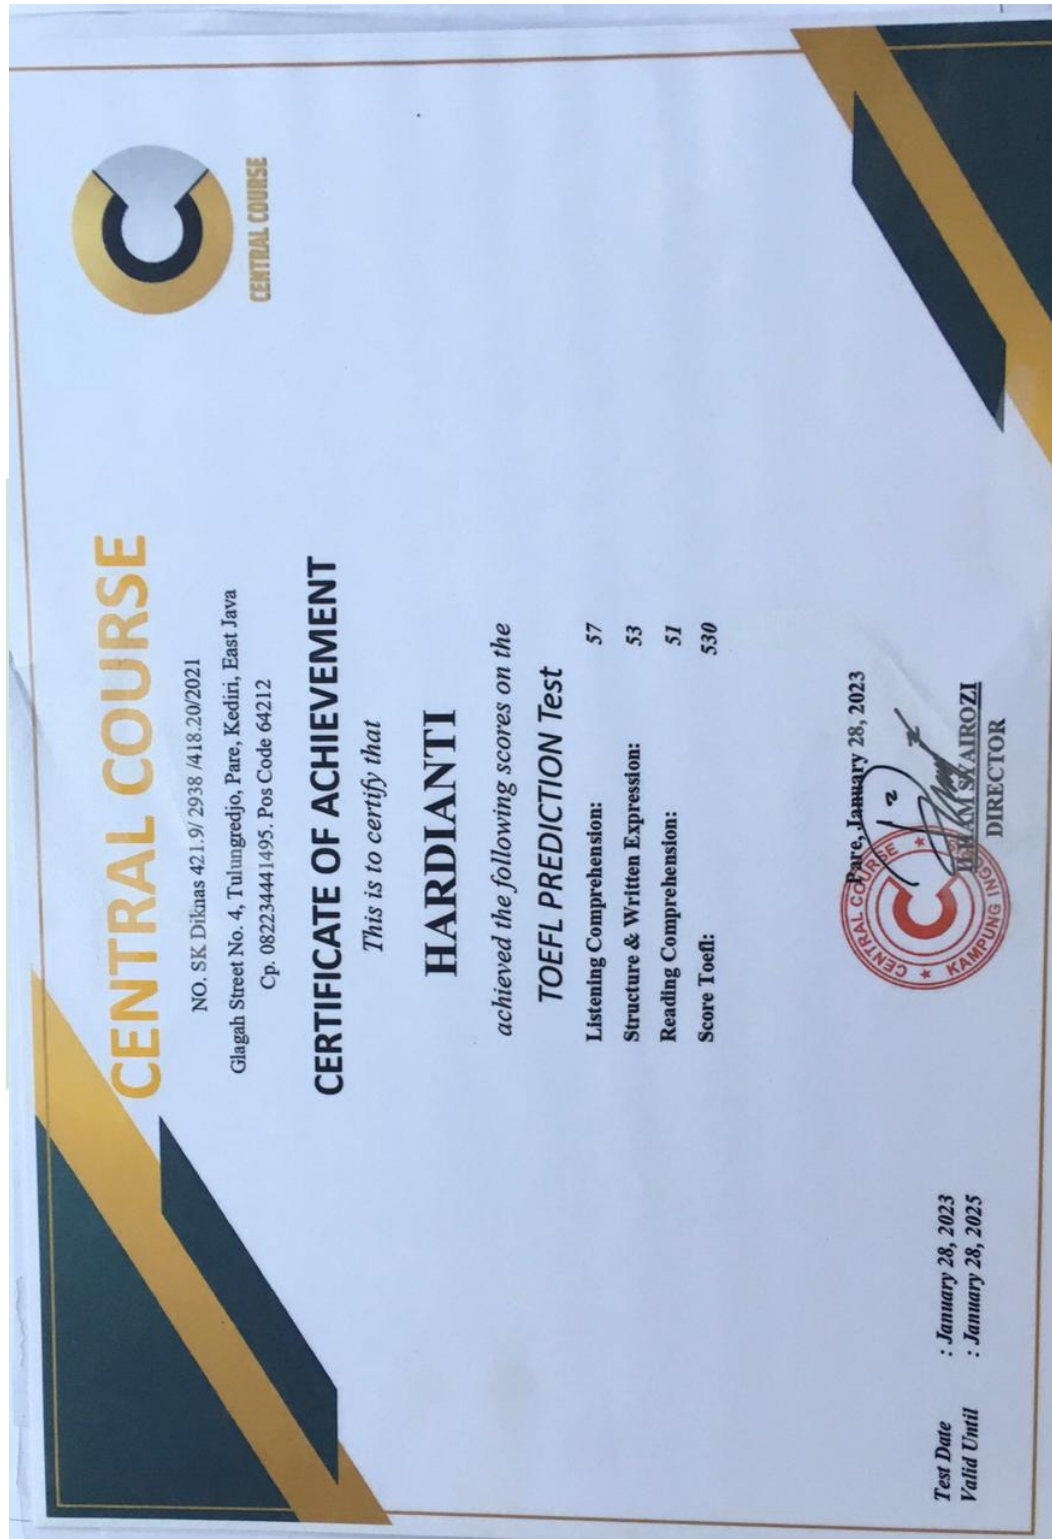 CENTRAL COURSE
CENTRAL COURSE
NO. SK Diknas 421.9/ 2938 /418.20/2021
Glagah Street No. 4, Tulungredjo, Pare, Kediri, East Java
Cp. 082234441495. Pos Code 64212
CERTIFICATE OF ACHIEVEMENT
This is to certify that
HARDIANTI
achieved the following scores on the
TOEFL PREDICTION Test
Listening Comprehension: 57
Structure & Written Expression: 53
Reading Comprehension: 51
Score Toefl: 530
Pare, January 28, 2023
CENTRAL COURSE
KAMPUNG
SYAIROZI
DIRECTOR
Test Date : January 28, 2023
Valid Until : January 28, 2025